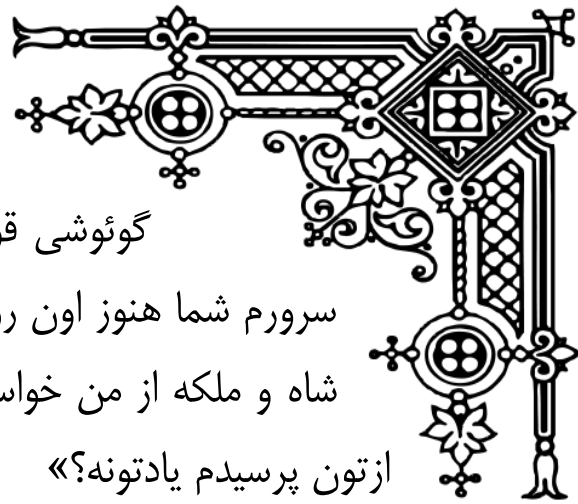 گوئوشی
سرورم شما هنوز اون
شاه و ملکه از من
ازتون پرسیدم یادتونه؟»